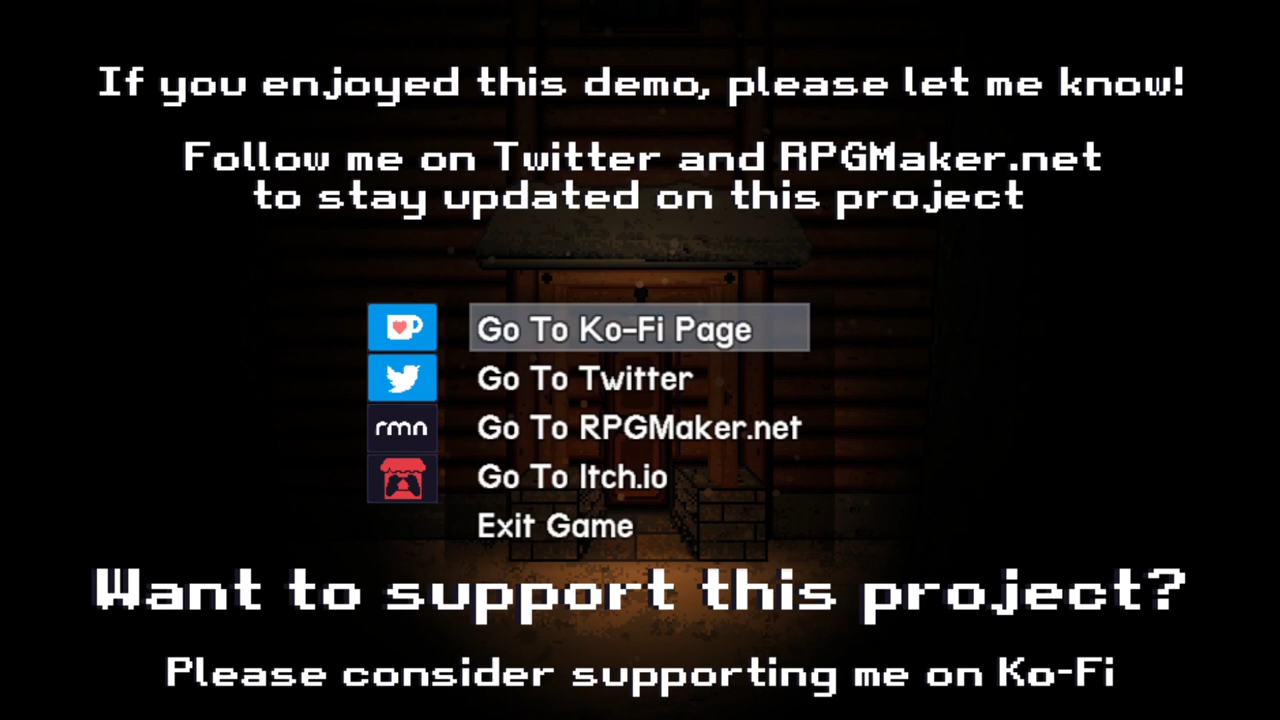 If you enjoyed this demo, please let me know!
Follow me on Twitter and RPGMaker.net
to stay updated on this project
Go To Ko-Fi Page
Go To Twitter
rmn Go To RPGMaker.net
Go To Itch.io
Exit Game
Want to support this project?
Please consider supporting me on Ko-Fi